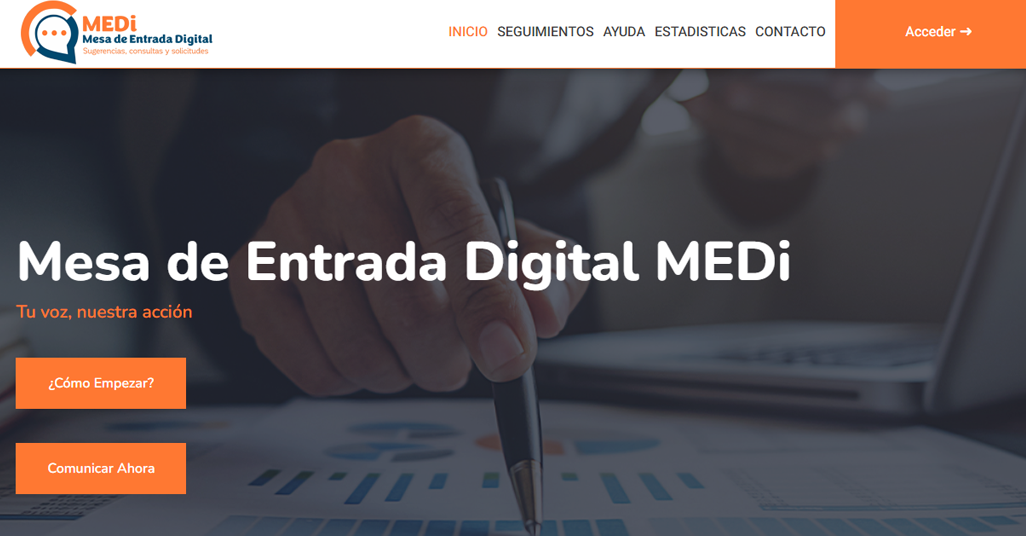 MEDi
Mesa de Entrada Digital
Sugerencias, consultas y solicitudes
INICIO SEGUIMIENTOS AYUDA ESTADISTICAS CONTACTO
Acceder ➔
Mesa de Entrada Digital MEDi
Tu voz, nuestra acción
¿Cómo Empezar?
Comunicar Ahora